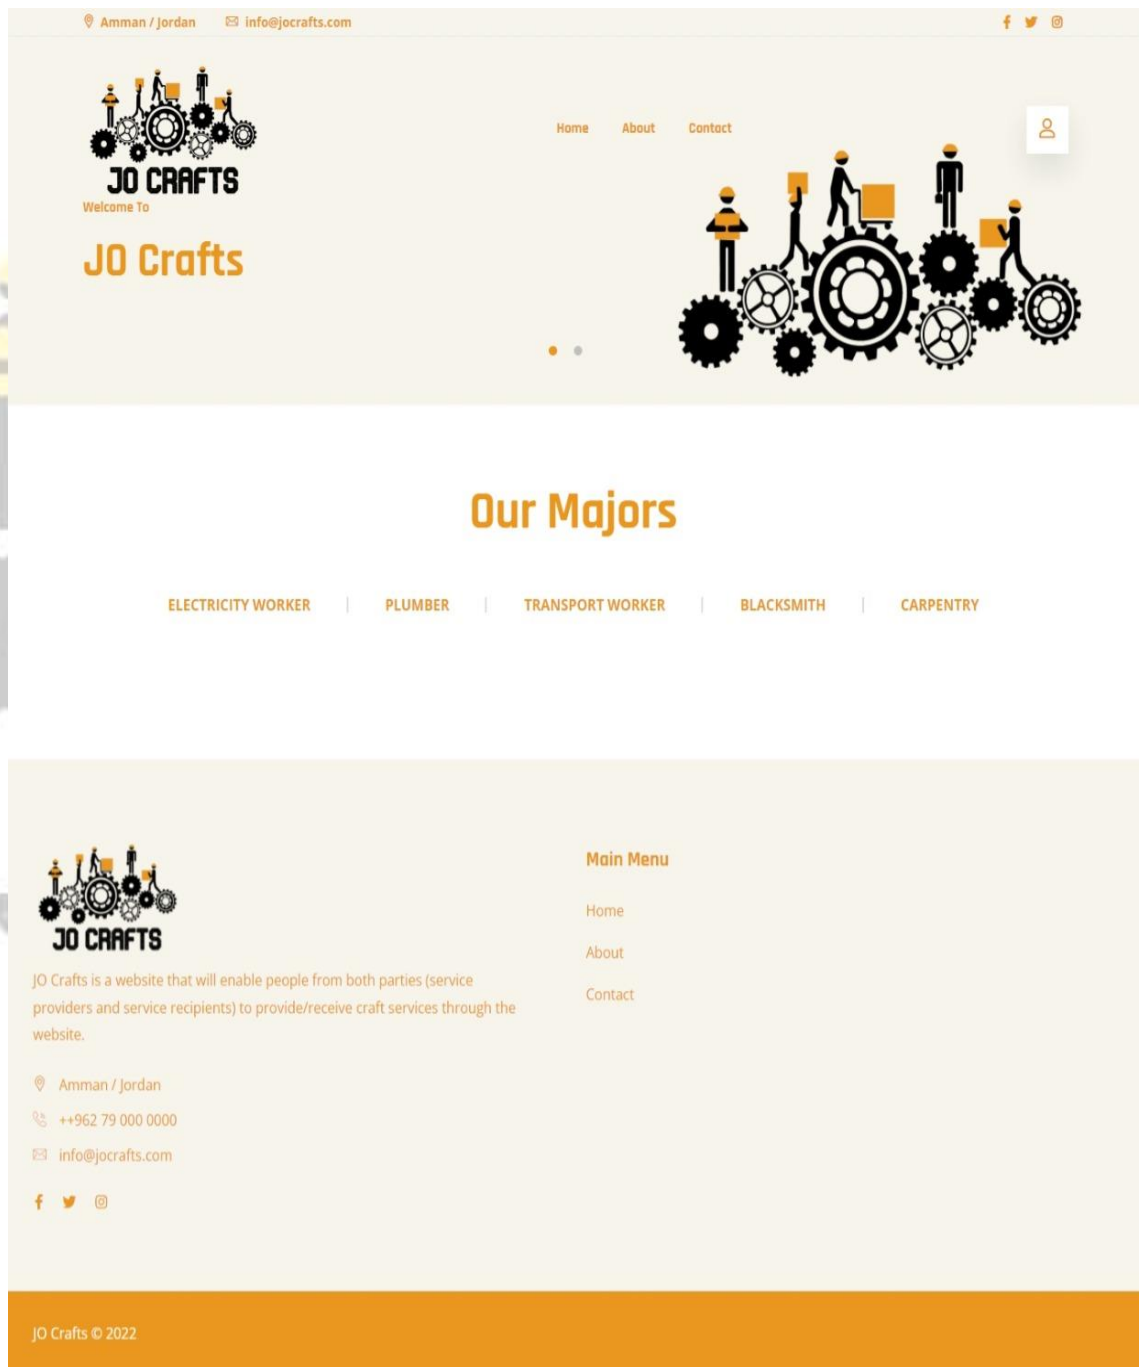 Amman / Jordan info@jocrafts.com
JO CRAFTS
Home About Contact
Welcome To
JO Crafts
Our Majors
ELECTRICITY WORKER | PLUMBER | TRANSPORT WORKER | BLACKSMITH | CARPENTRY
JO CRAFTS
JO Crafts is a website that will enable people from both parties (service
providers and service recipients) to provide/receive craft services through the
website.
Amman / Jordan
++962 79 000 0000
info@jocrafts.com
Main Menu
Home
About
Contact
JO Crafts © 2022